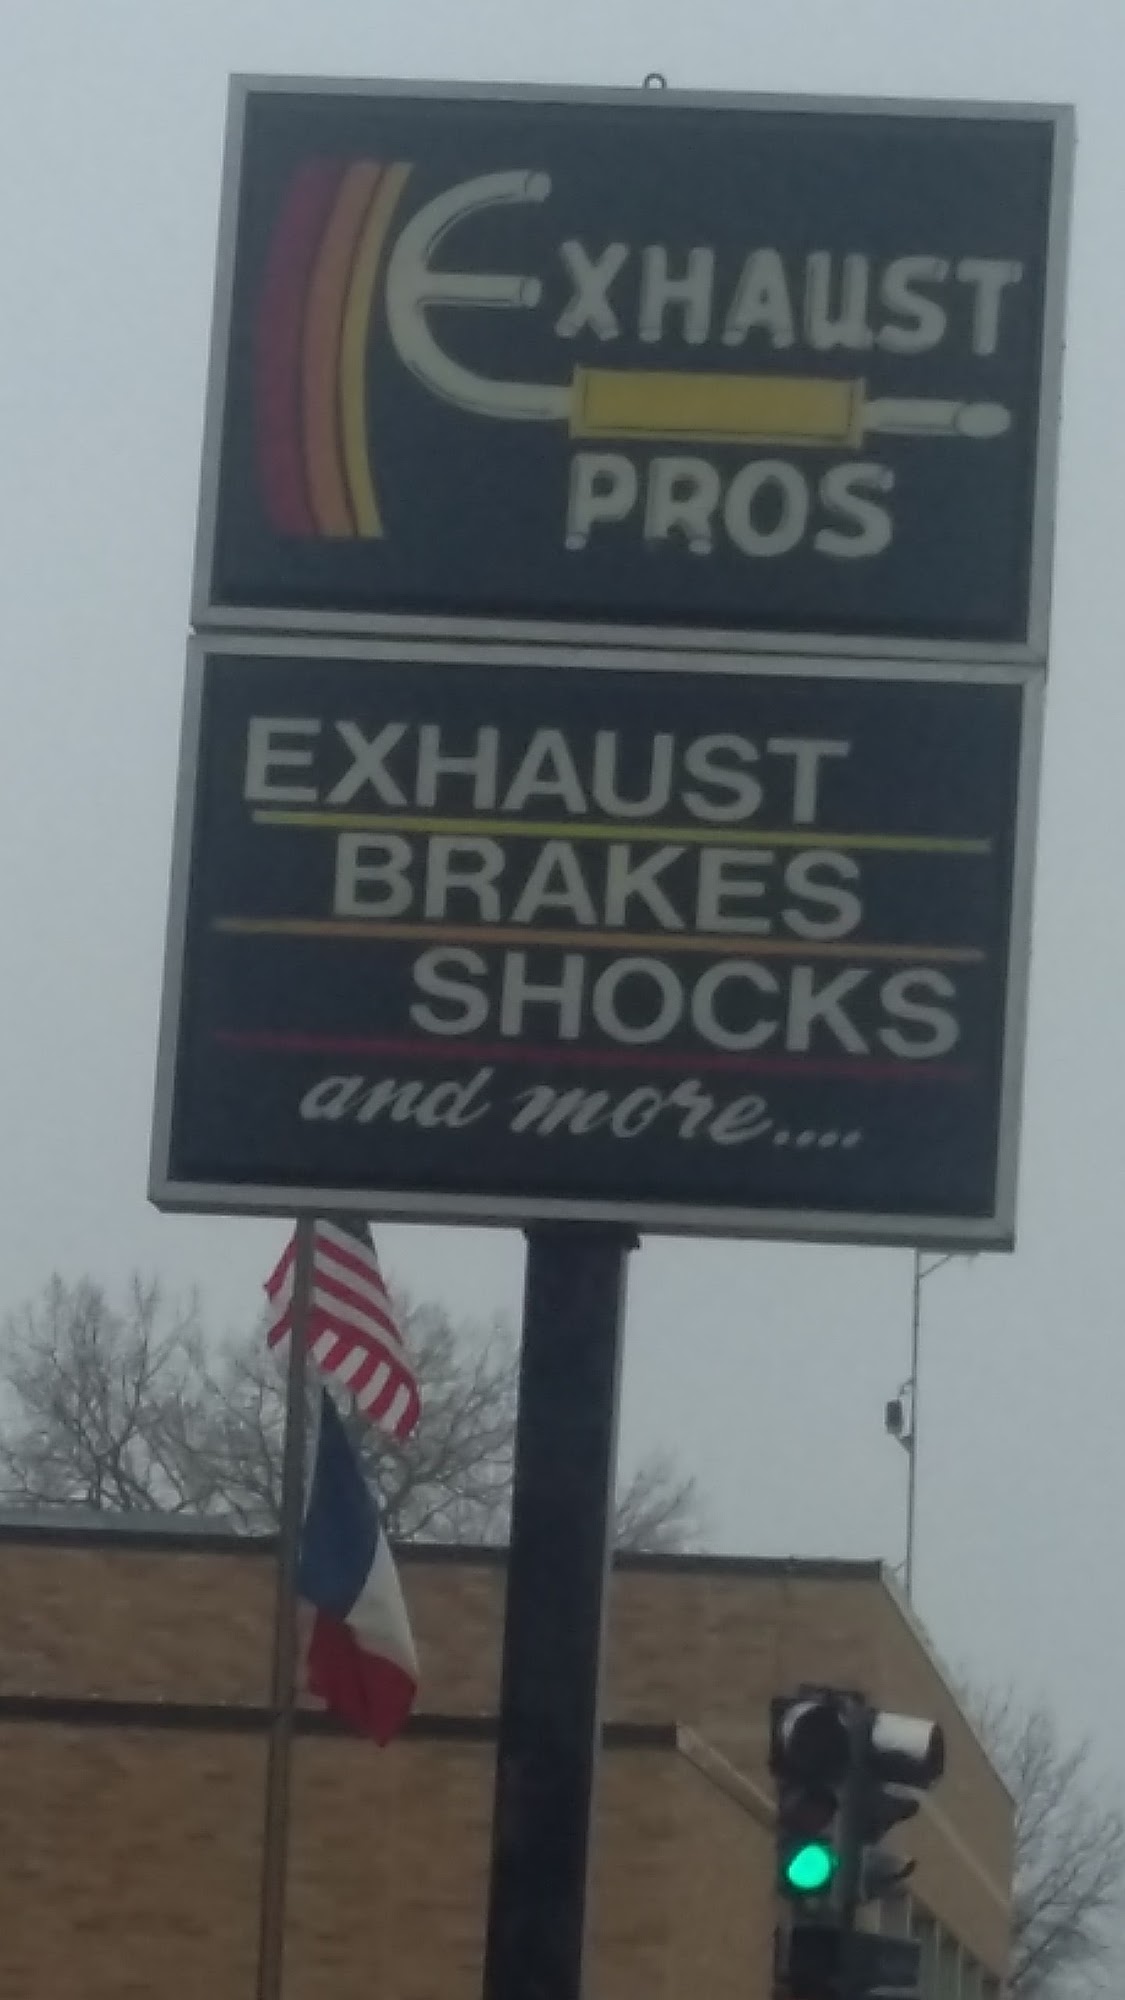 EXHAUST
PROS
EXHAUST
BRAKES
SHOCKS
and more....